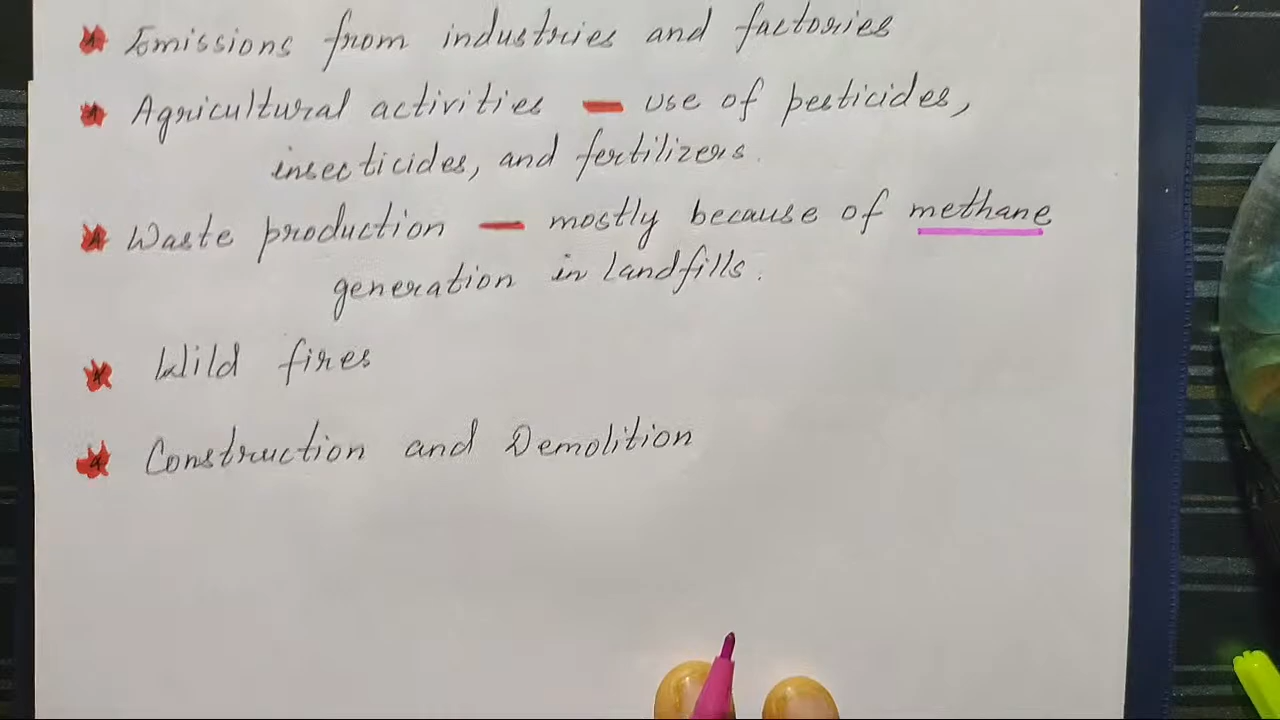 Emissions from industries and factories
Agricultural activities — use of pesticides,
insecticides, and fertilizers.
Waste production — mostly because of methane
generation in landfills.
Wild fires
Construction and Demolition